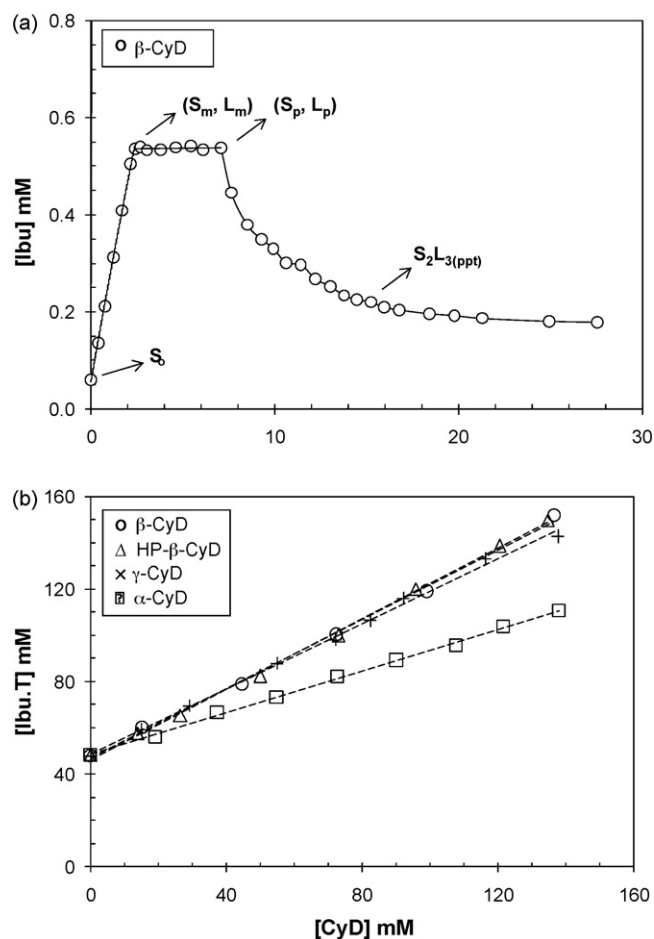 (a)
0.8
0.6
0.4
0.2
0.0
[Ibu] mM
O β-CyD
(Sm, Lm)
(Sp, Lp)
S2L3(ppt)
So
0
10
20
30
(b)
160
120
80
40
0
[Ibu.T] mM
O β-CyD
△ HP-β-CyD
× γ-CyD
α-CyD
0
40
80
120
160
[CyD] mM